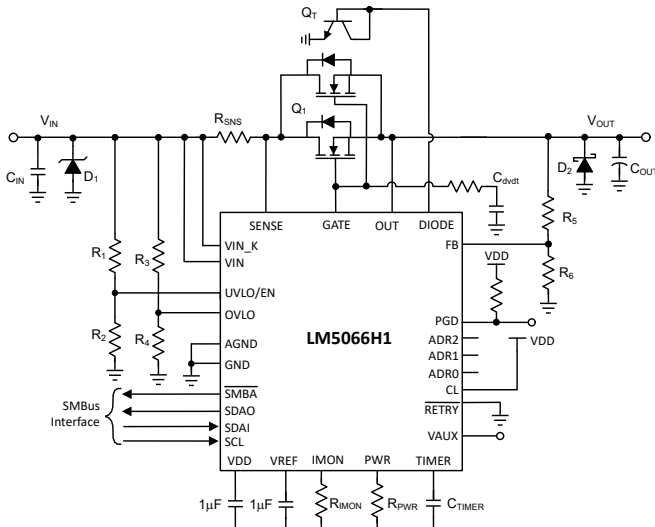 QT
VIN
RSNS
Q1
VOUT
CIN
D1
Cdvdt
D2
COUT
SENSE
GATE
OUT
DIODE
R5
R1
R3
VIN_K
VIN
FB
VDD
R6
UVLO/EN
OVLO
R2
R4
LM5066H1
PGD
ADR2
VDD
AGND
ADR1
GND
ADR0
CL
SMBA
RETRY
SMBus
Interface
SDAO
SDAI
SCL
VAUX
VDD
VREF
IMON
PWR
TIMER
1µF
1µF
RIMON
RPWR
CTIMER